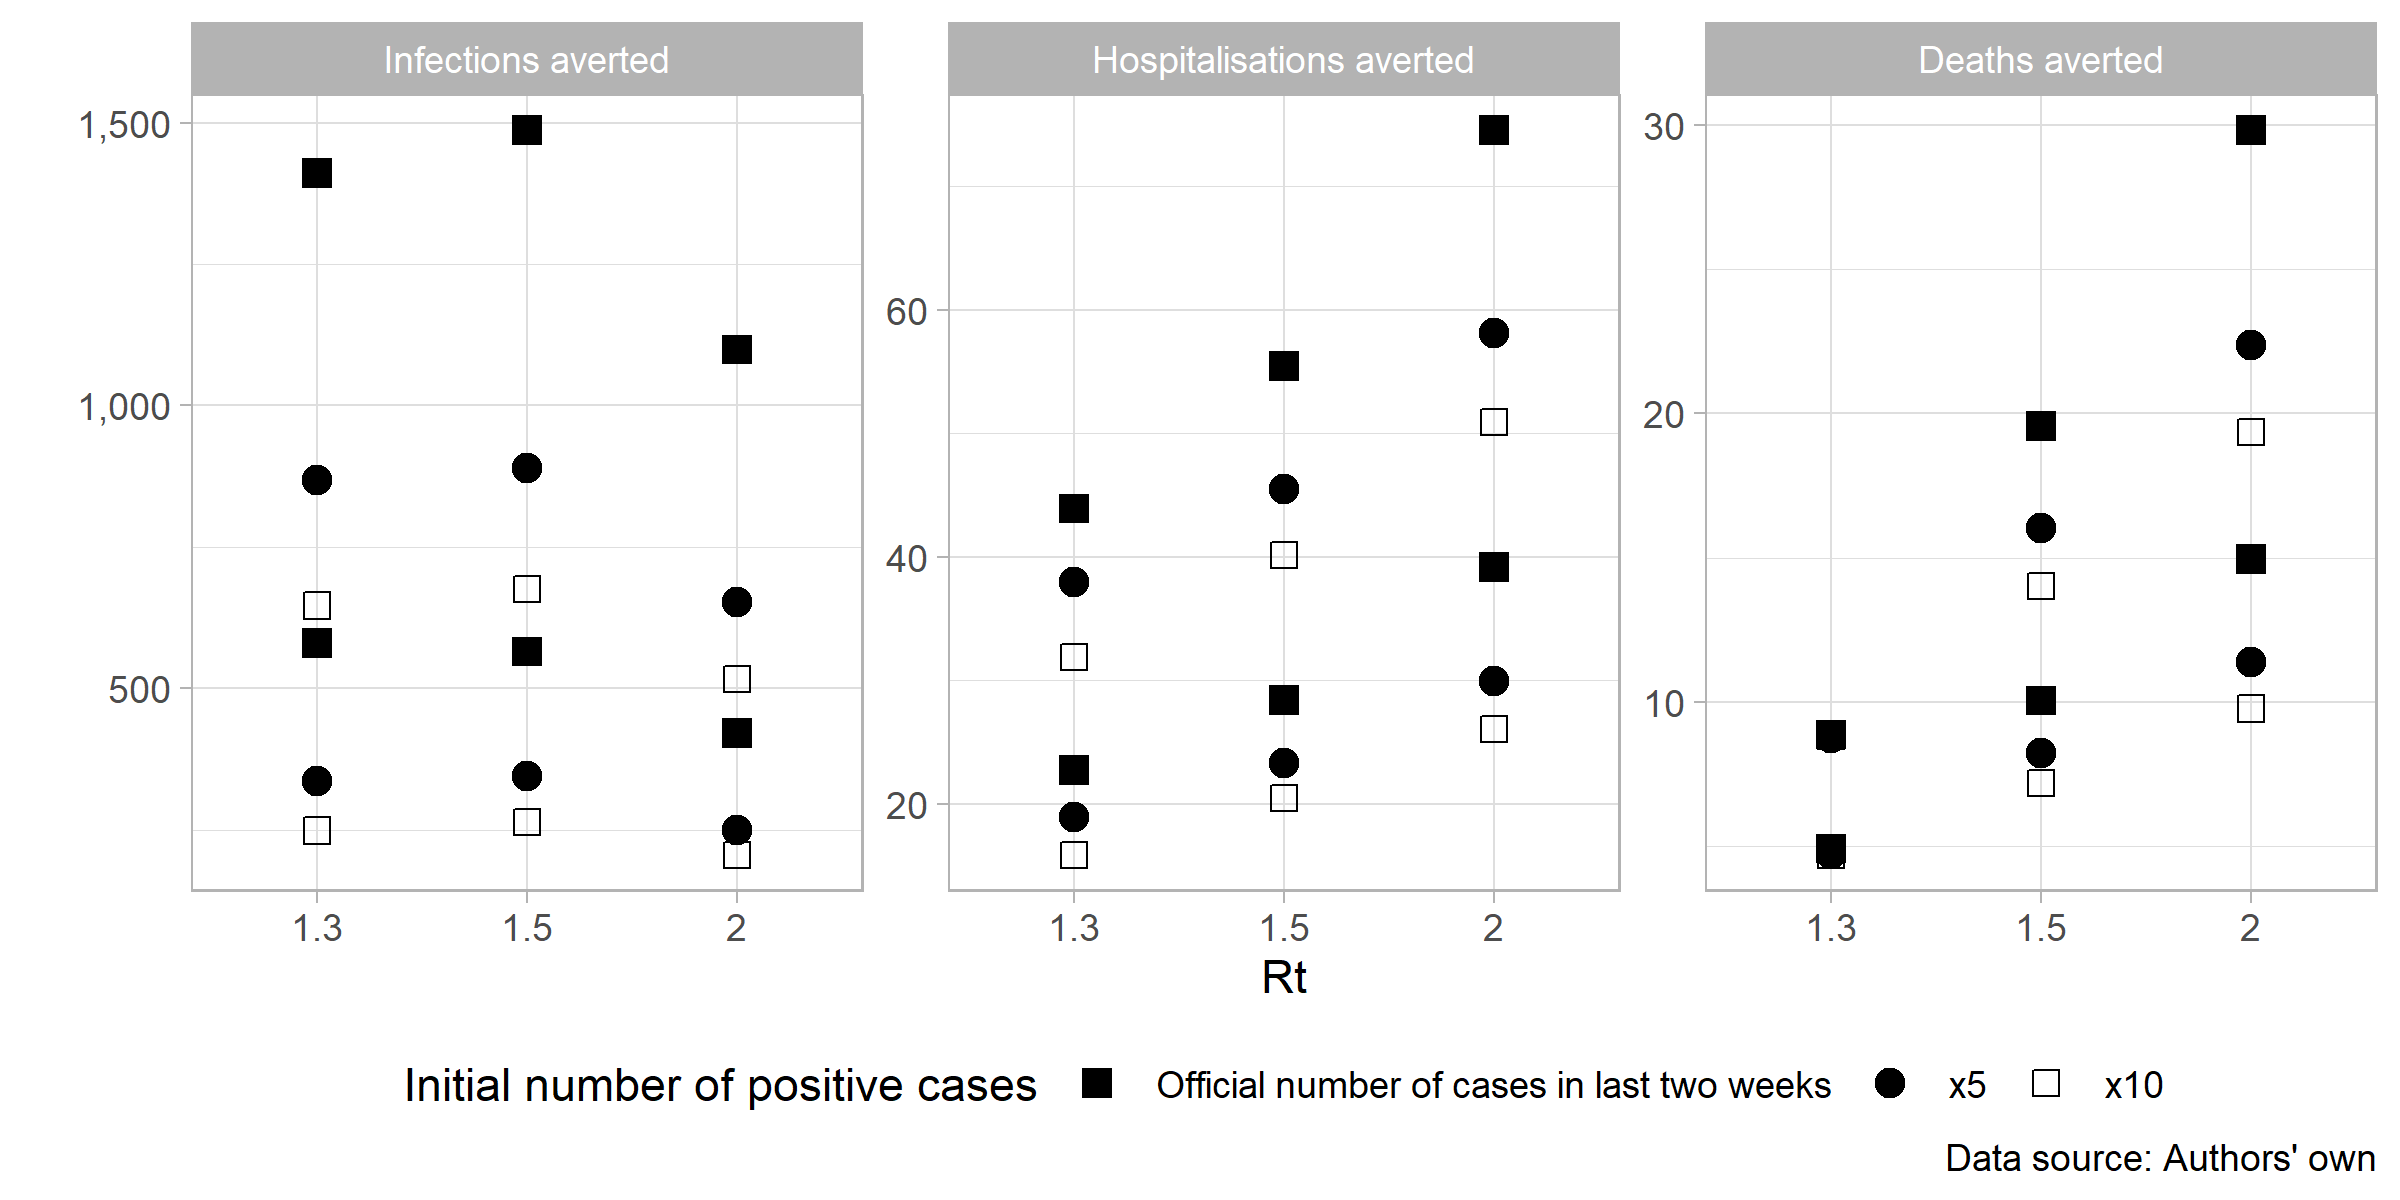 Infections averted
Hospitalisations averted
Deaths averted
1,500
1,000
500
60
40
20
30
20
10
1.3 1.5 2
1.3 1.5 2
1.3 1.5 2
Rt
Initial number of positive cases Official number of cases in last two weeks x5 x10
Data source: Authors' own